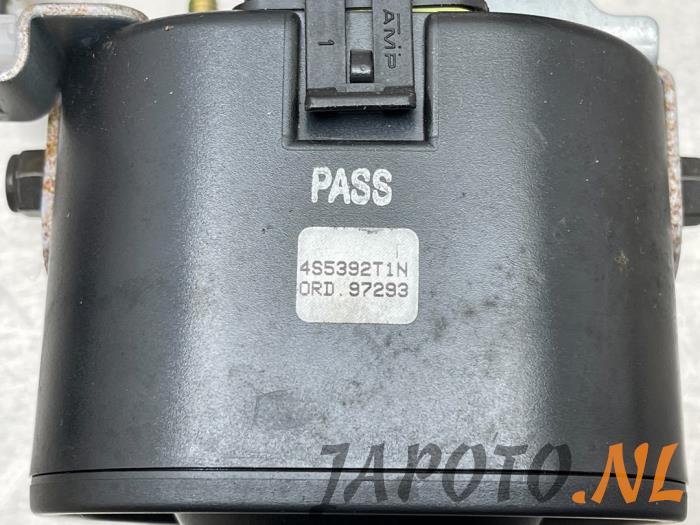 AMP
1
PASS
4S5392T1N
ORD.97293
JAPOTO.NL